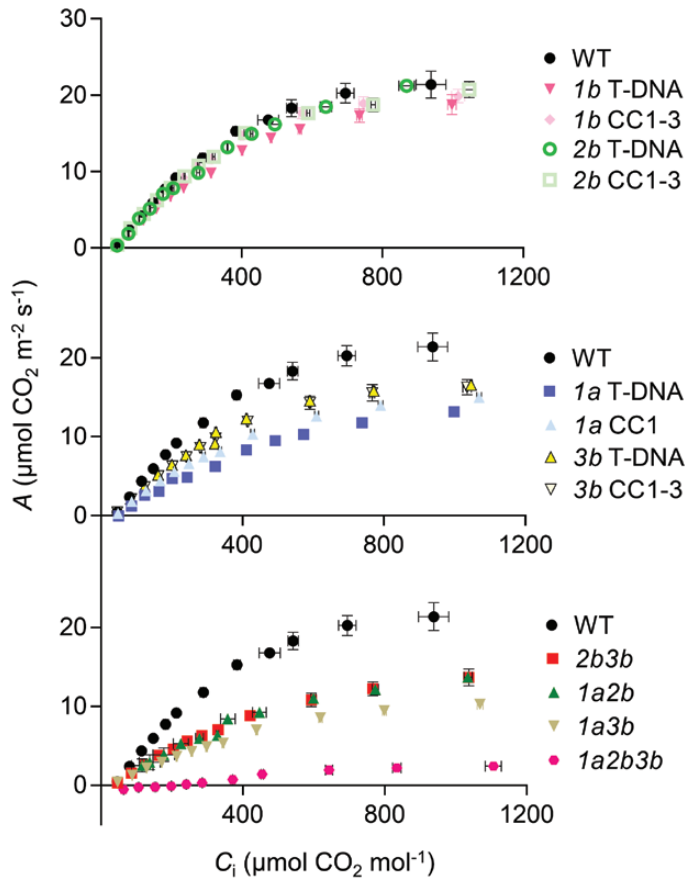 30
20
10
0
400
800
1200
WT
1b T-DNA
1b CC1-3
2b T-DNA
2b CC1-3
A (µmol CO₂ m⁻² s⁻¹)
20
10
0
400
800
1200
WT
1a T-DNA
1a CC1
3b T-DNA
3b CC1-3
20
10
0
400
800
1200
WT
2b3b
1a2b
1a3b
1a2b3b
Cᵢ (µmol CO₂ mol⁻¹)